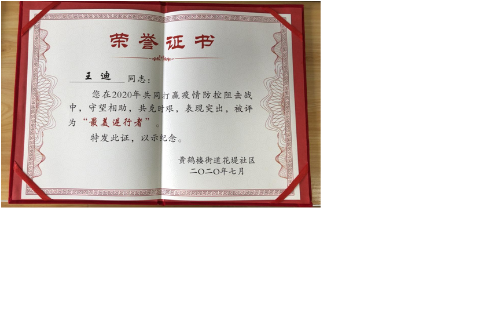 荣誉证书
王迪 同志：
您在2020年共同打赢疫情防控阻击战
中，守望相助，共克时艰，表现突出，被评
为“最美逆行者”。
特发此证，以示纪念。
黄鹤楼街道花堤社区
二〇二〇年七月